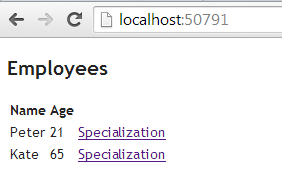 localhost:50791
Employees
Name Age
Peter 21 Specialization
Kate 65 Specialization